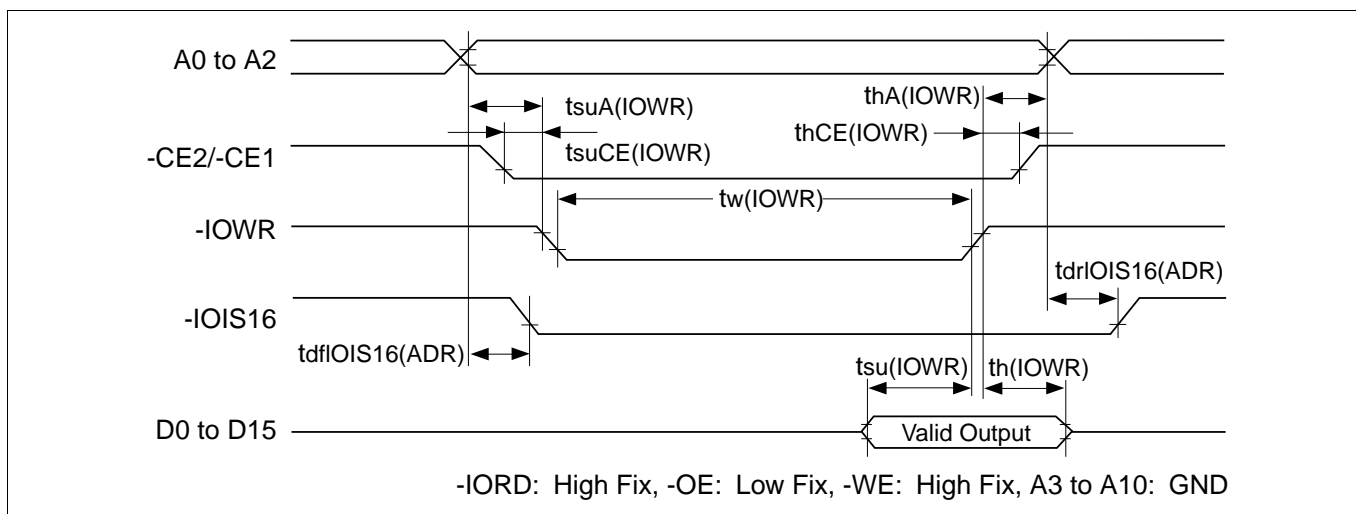 A0 to A2
tsuA(IOWR)
thA(IOWR)
thCE(IOWR)
-CE2/-CE1
tsuCE(IOWR)
tw(IOWR)
-IOWR
tdrIOIS16(ADR)
-IOIS16
tdfIOIS16(ADR)
tsu(IOWR)
th(IOWR)
D0 to D15
Valid Output
-IORD: High Fix, -OE: Low Fix, -WE: High Fix, A3 to A10: GND